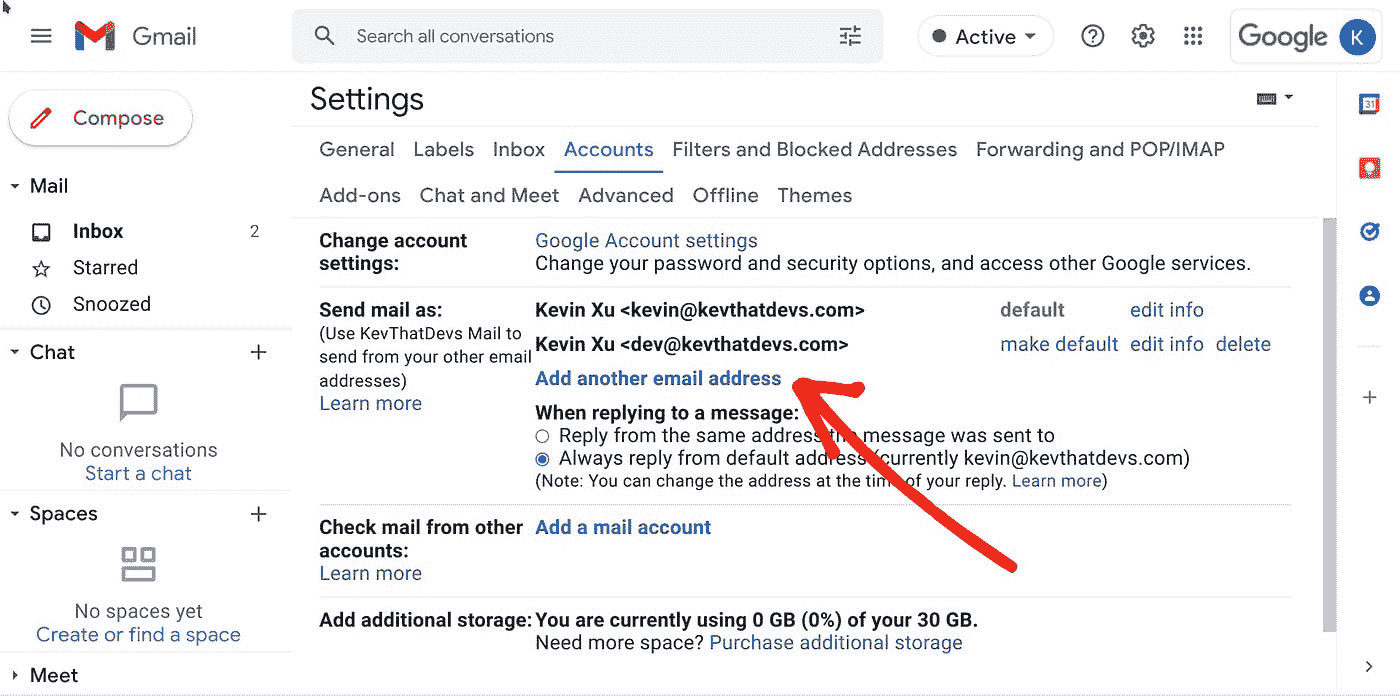 Gmail
Search all conversations
Active
Google
K
Compose
Mail
Inbox 2
Starred
Snoozed
Chat
No conversations
Start a chat
Spaces
No spaces yet
Create or find a space
Meet
Settings
General Labels Inbox Accounts Filters and Blocked Addresses Forwarding and POP/IMAP
Add-ons Chat and Meet Advanced Offline Themes
Change account
settings:
Google Account settings
Change your password and security options, and access other Google services.
Send mail as:
(Use KevThatDevs Mail to
send from your other email
addresses)
Learn more
Kevin Xu <kevin@kevthatdevs.com> default edit info
Kevin Xu <dev@kevthatdevs.com> make default edit info delete
Add another email address
When replying to a message:
Reply from the same address the message was sent to
Always reply from default address (currently kevin@kevthatdevs.com)
(Note: You can change the address at the time of your reply. Learn more)
Check mail from other
accounts:
Learn more
Add a mail account
Add additional storage:
You are currently using 0 GB (0%) of your 30 GB.
Need more space? Purchase additional storage
31